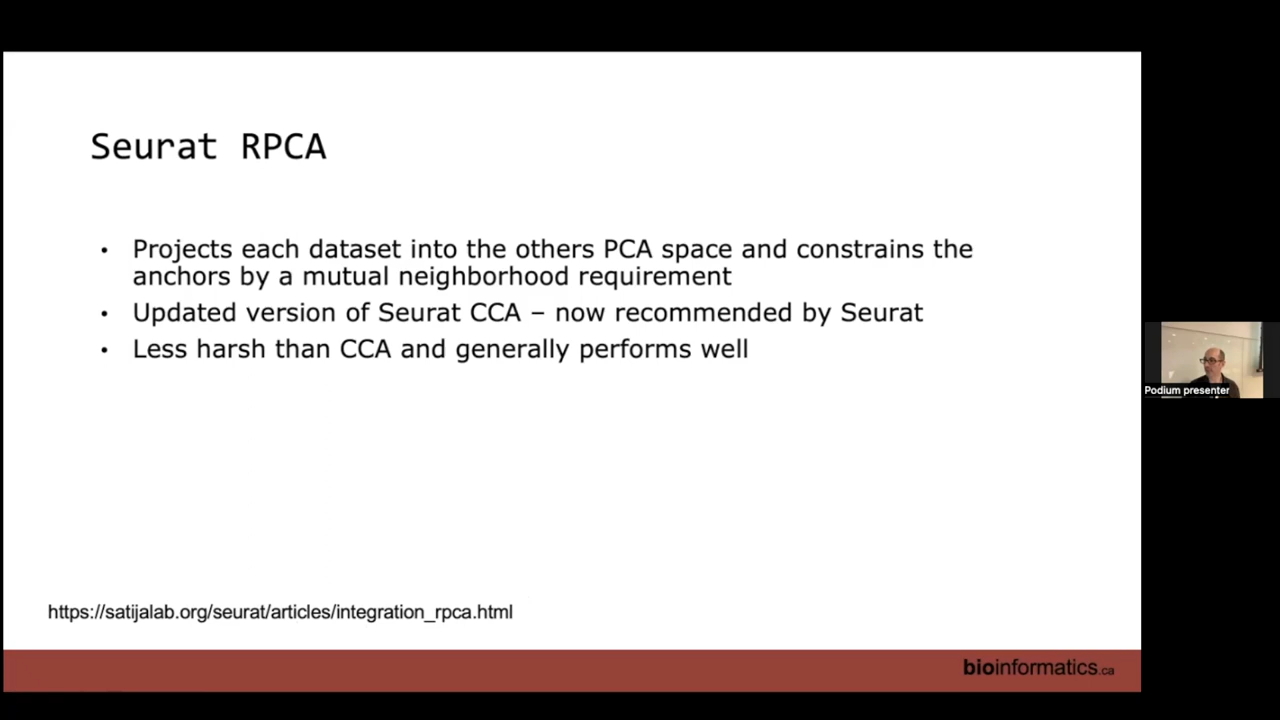 Seurat RPCA
• Projects each dataset into the others PCA space and constrains the
anchors by a mutual neighborhood requirement
• Updated version of Seurat CCA – now recommended by Seurat
• Less harsh than CCA and generally performs well
Podium presenter
https://satijalab.org/seurat/articles/integration_rpca.html
bioinformatics.ca